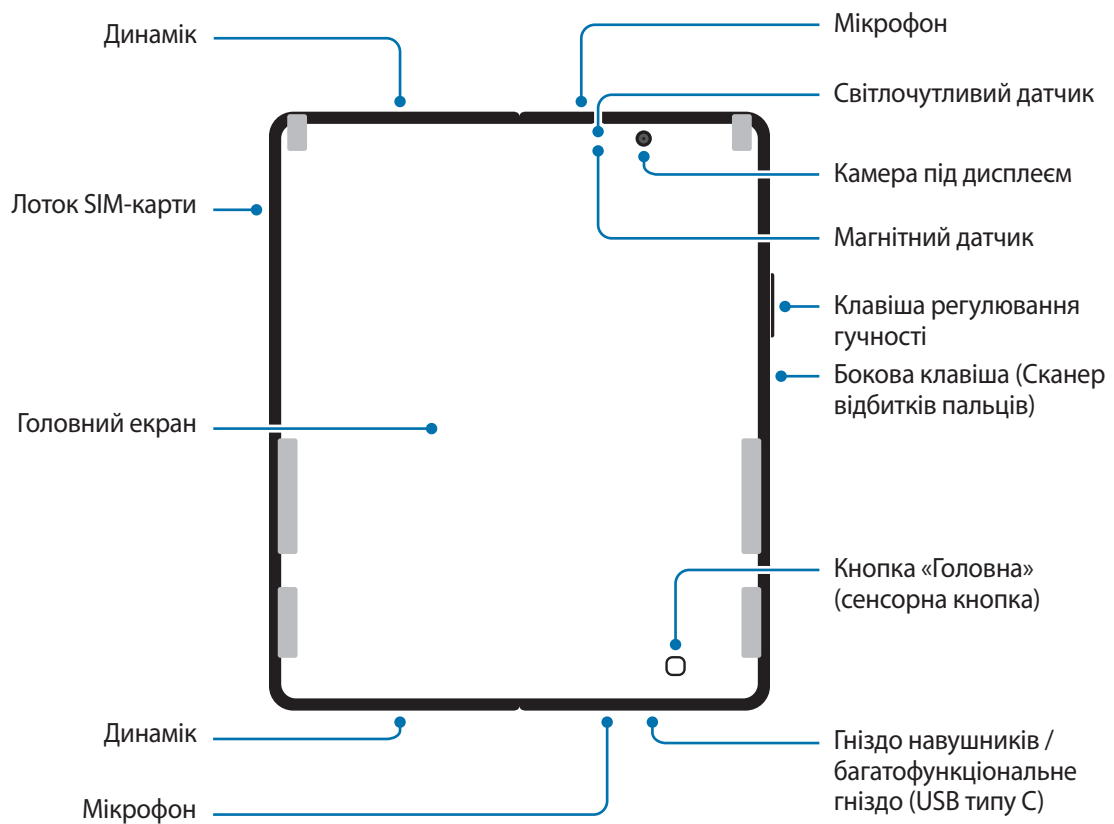 Динамік
Лоток SIM-карти
Головний екран
Динамік
Мікрофон
Мікрофон
Світлочутливий датчик
Камера під дисплеєм
Магнітний датчик
Клавіша регулювання
гучності
Бокова клавіша (Сканер
відбитків пальців)
Кнопка «Головна»
(сенсорна кнопка)
Гніздо навушників /
багатофункціональне
гніздо (USB типу C)